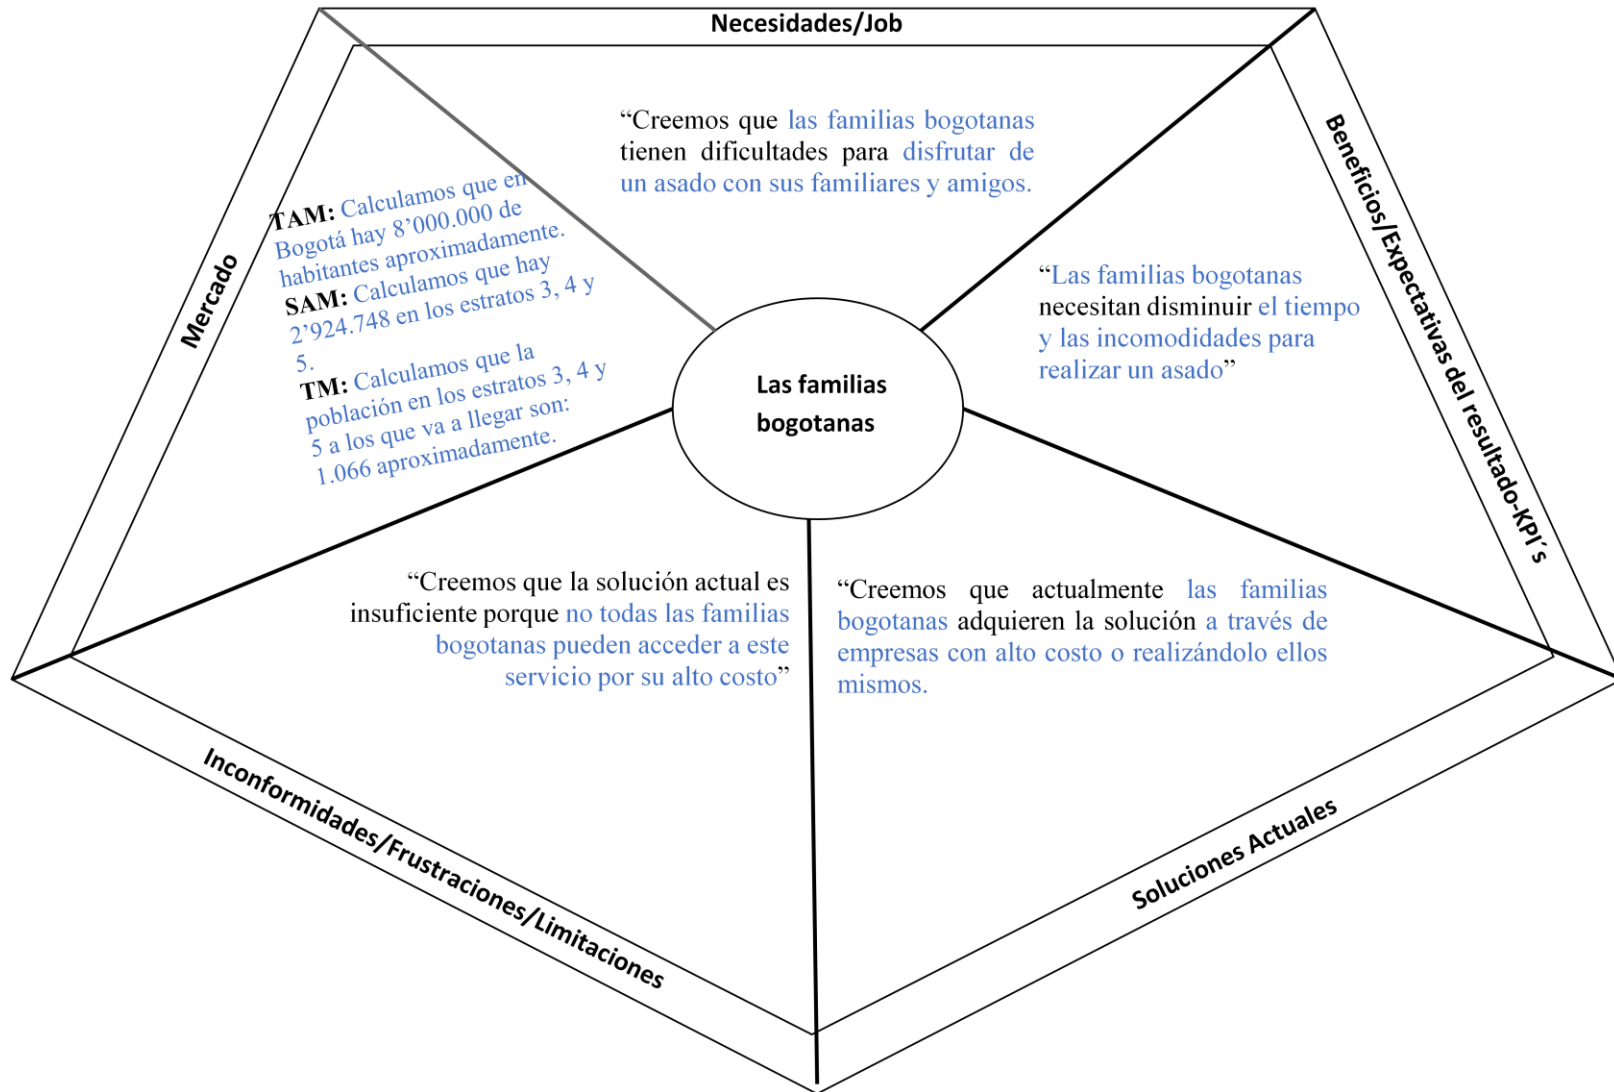 Necesidades/Job
“Creemos que las familias bogotanas
tienen dificultades para disfrutar de
un asado con sus familiares y amigos.
Beneficios/Expectativas del resultado-KPI´s
“Las familias bogotanas
necesitan disminuir el tiempo
y las incomodidades para
realizar un asado”
Mercado
TAM: Calculamos que en
Bogotá hay 8’000.000 de
habitantes aproximadamente.
SAM: Calculamos que hay
2’924.748 en los estratos 3, 4 y
5.
TM: Calculamos que la
población en los estratos 3, 4 y
5 a los que va a llegar son:
1.066 aproximadamente.
Las familias
bogotanas
“Creemos que la solución actual es
insuficiente porque no todas las familias
bogotanas pueden acceder a este
servicio por su alto costo”
Inconformidades/Frustraciones/Limitaciones
“Creemos que actualmente las familias
bogotanas adquieren la solución a través de
empresas con alto costo o realizándolo ellos
mismos.
Soluciones Actuales